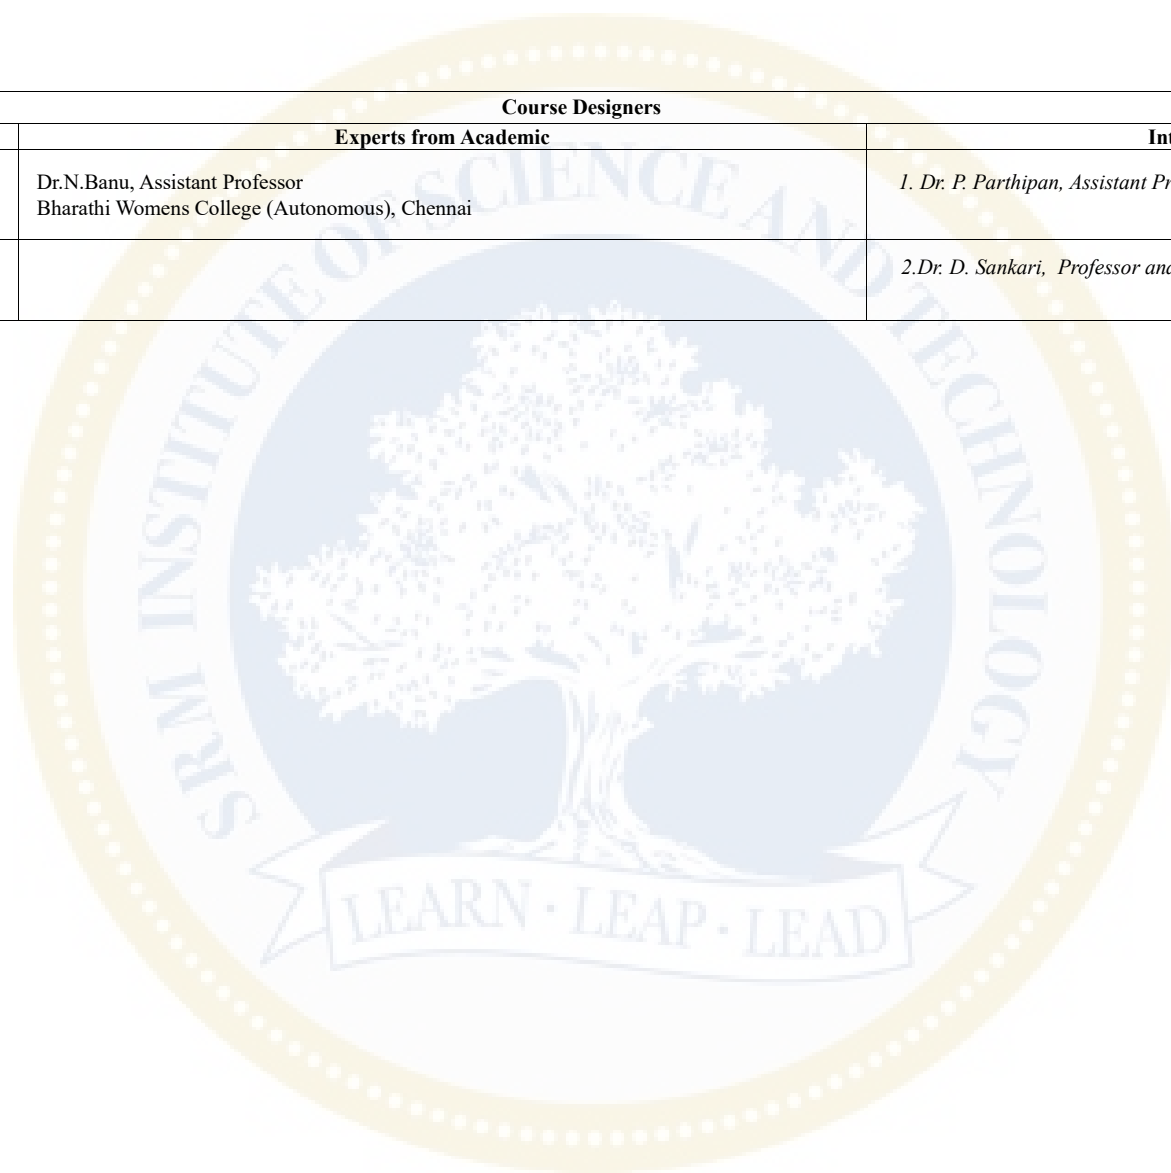 Course Designers
Experts from Academic
Dr.N.Banu, Assistant Professor
Bharathi Womens College (Autonomous), Chennai
1. Dr. P. Parthipan, Assistant
2.Dr. D. Sankari, Professor
SRM INSTITUTE OF SCIENCE AND TECHNOLOGY
LEARN · LEAP · LEAD